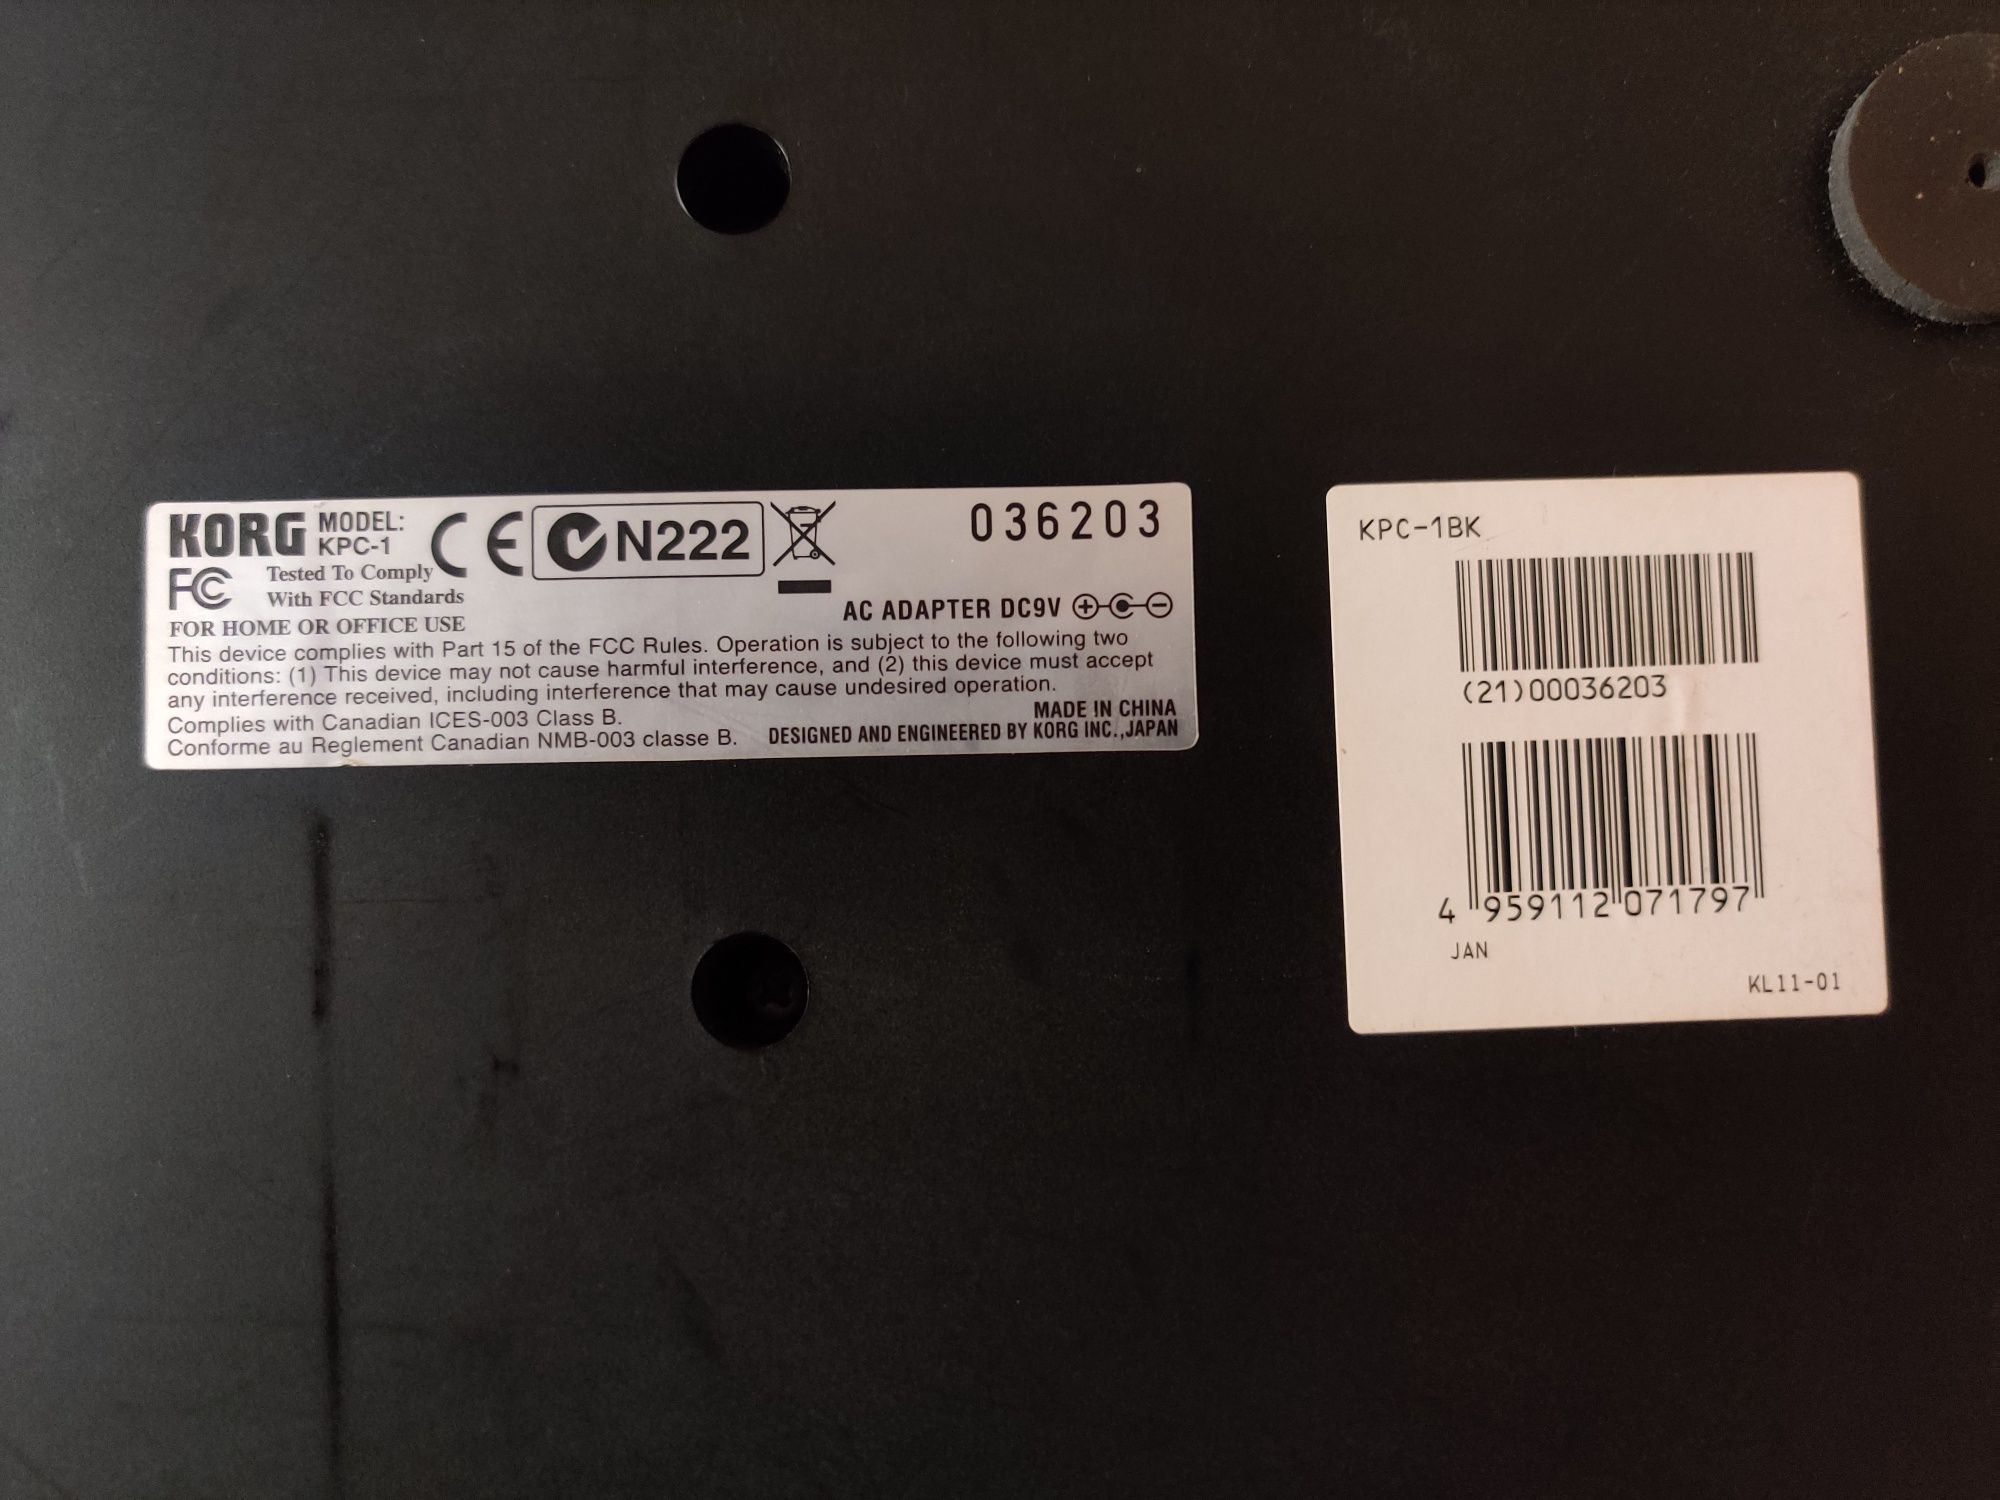 KORG MODEL:
KPC-1
CE
N222
036203
FC Tested To Comply
With FCC Standards
FOR HOME OR OFFICE USE
AC ADAPTER DC9V
This device complies with Part 15 of the FCC Rules. Operation is subject to the following two
conditions: (1) This device may not cause harmful interference, and (2) this device must accept
any interference received, including interference that may cause undesired operation.
Complies with Canadian ICES-003 Class B.
Conforme au Reglement Canadian NMB-003 classe B.
MADE IN CHINA
DESIGNED AND ENGINEERED BY KORG INC.,JAPAN
KPC-1BK
(21)00036203
4 959112 071797
JAN
KL11-01